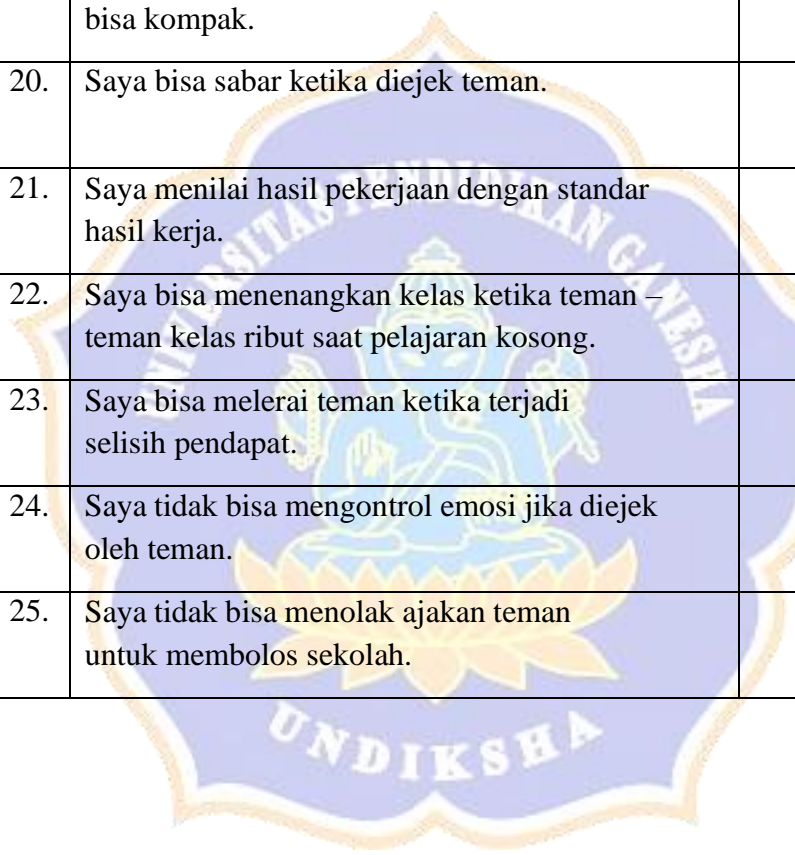 bisa kompak.
20. Saya bisa sabar ketika diejek teman.
21. Saya menilai hasil pekerjaan dengan standar
hasil kerja.
22. Saya bisa menenangkan kelas ketika teman –
teman kelas ribut saat pelajaran kosong.
23. Saya bisa melerai teman ketika terjadi
selisih pendapat.
24. Saya tidak bisa mengontrol emosi jika diejek
oleh teman.
25. Saya tidak bisa menolak ajakan teman
untuk membolos sekolah.
UNIVERSITAS PENDIDIKAN GANESHA
UNDIKSHA